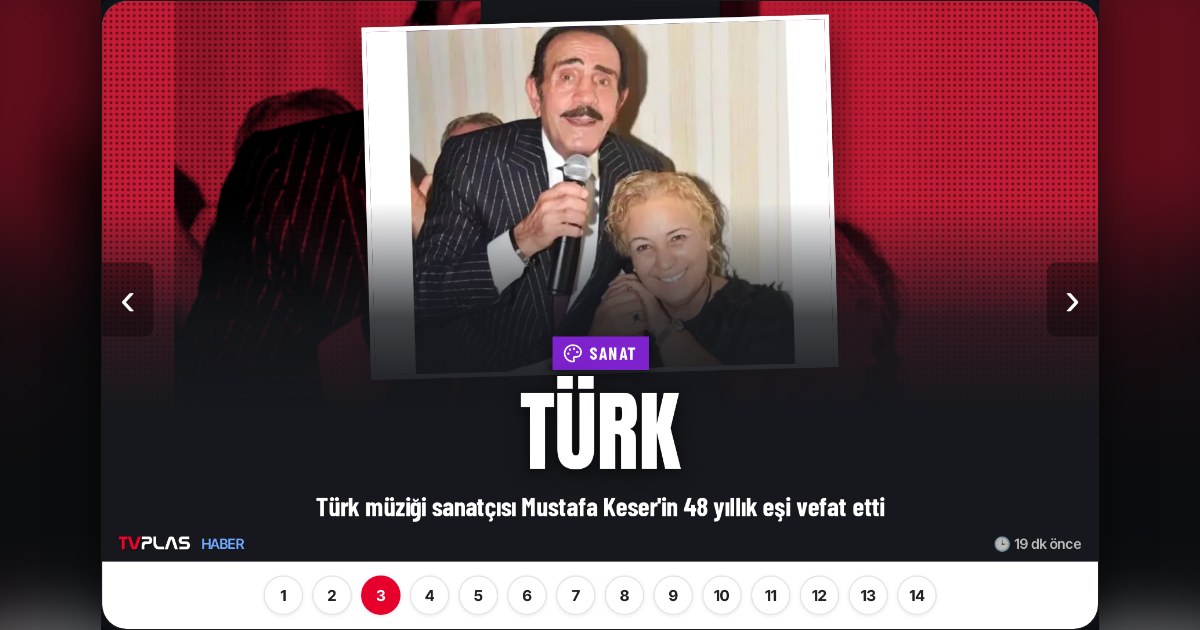 SANAT
TÜRK
Türk müziği sanatçısı Mustafa Keser'in 48 yıllık eşi vefat etti
TVPLAS HABER
19 dk önce
1 2 3 4 5 6 7 8 9 10 11 12 13 14